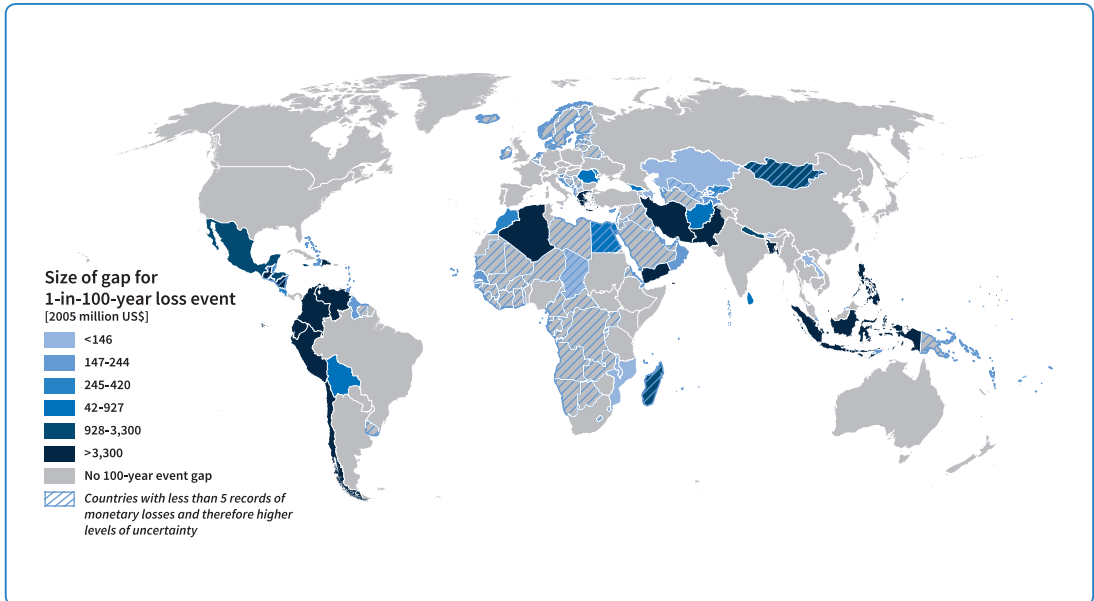 Size of gap for
1-in-100-year loss event
[2005 million US$]
<146
147-244
245-420
42-927
928-3,300
>3,300
No 100-year event gap
Countries with less than 5 records of
monetary losses and therefore higher
levels of uncertainty